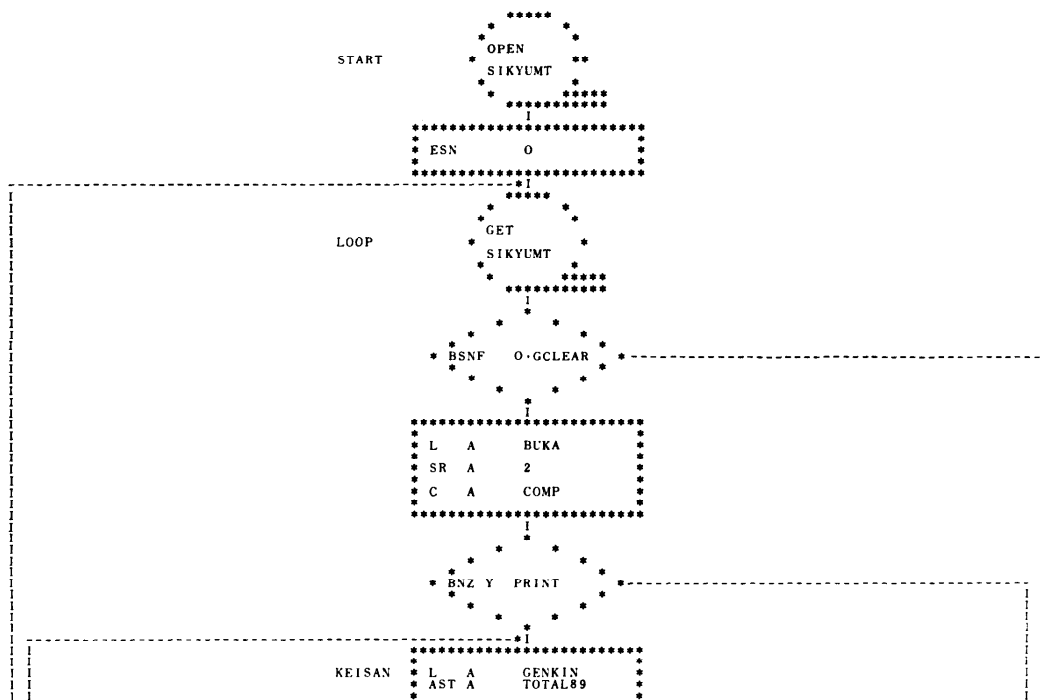 OPEN
START
SIKYUMT
ESN O
GET
LOOP
SIKYUMT
BSNF O·GCLEAR
L A BUKA
SR A 2
C A COMP
BNZ Y PRINT
KEISAN L A GENKIN
AST A TOTAL89